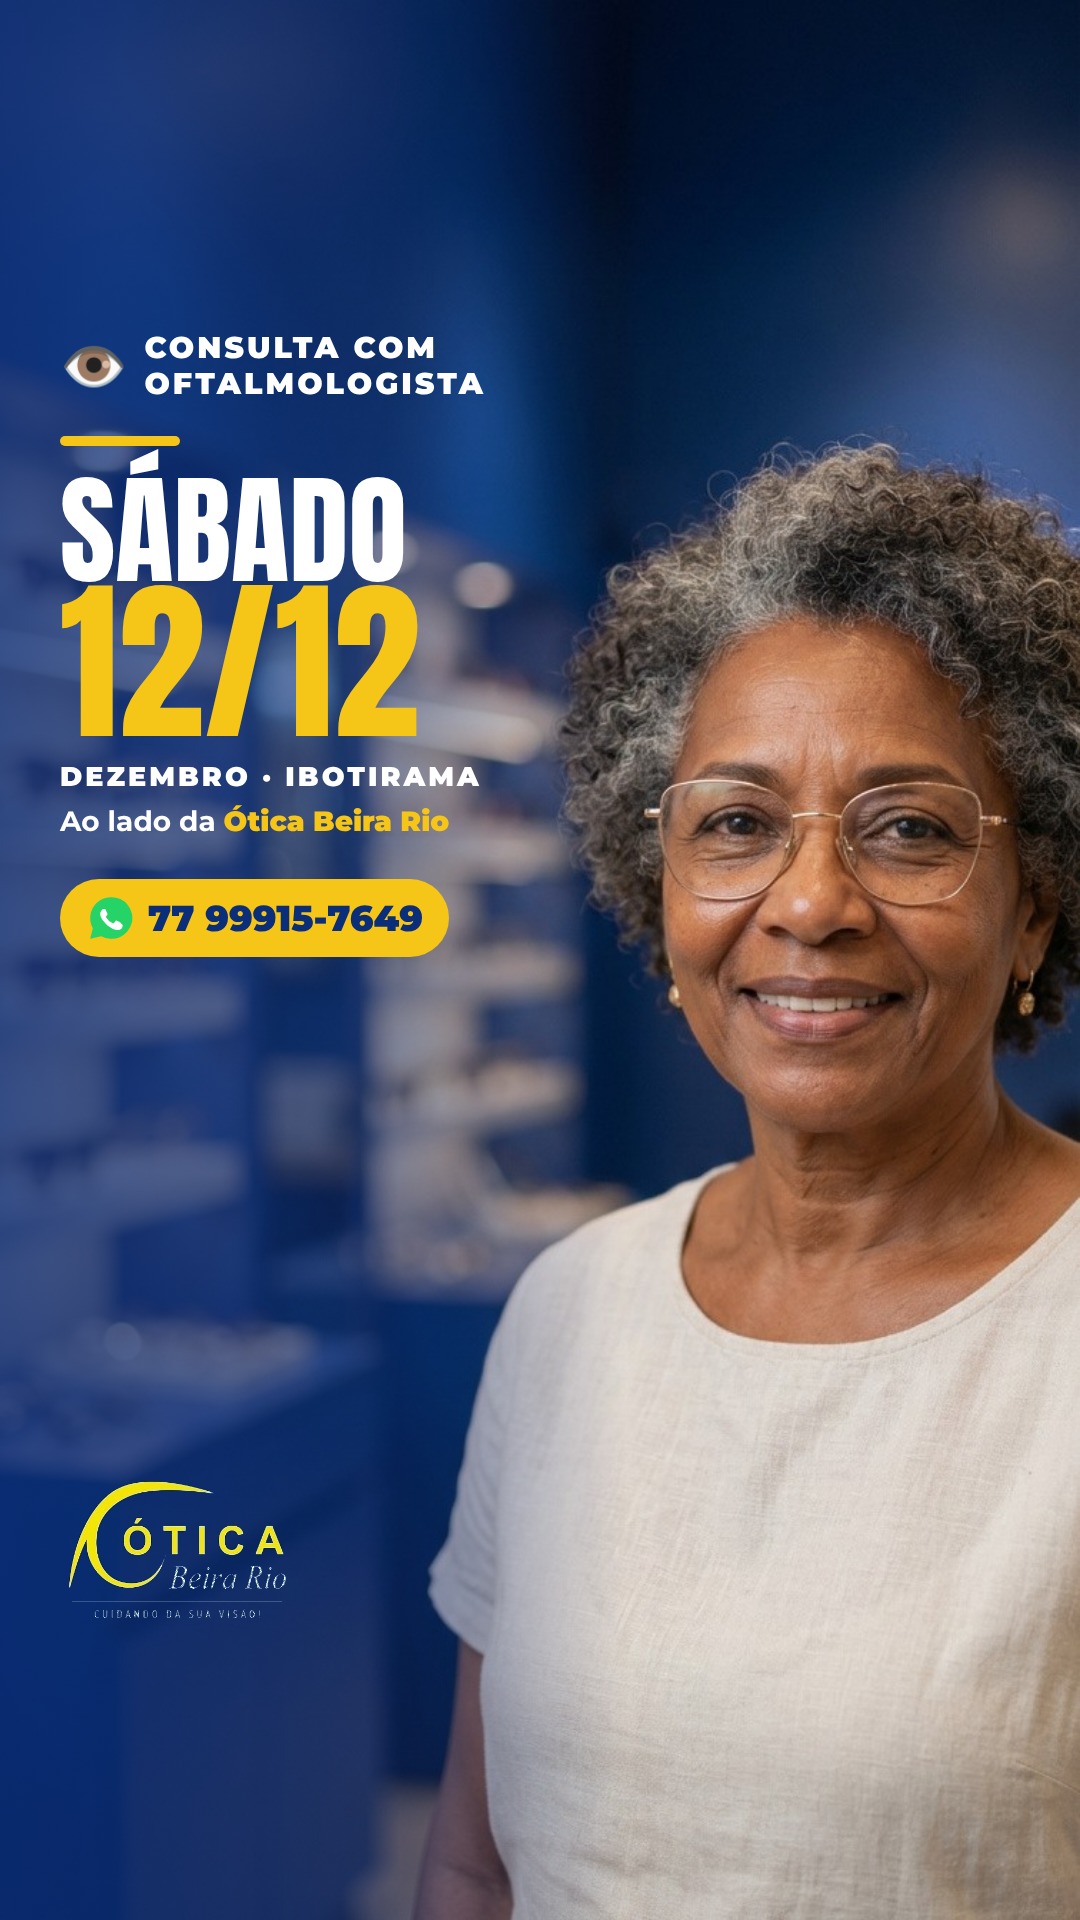 CONSULTA COM
OFTALMOLOGISTA
SÁBADO
12/12
DEZEMBRO • IBOTIRAMA
Ao lado da Ótica Beira Rio
77 99915-7649
ÓTICA
Beira Rio
CUIDANDO DA SUA VISÃO!